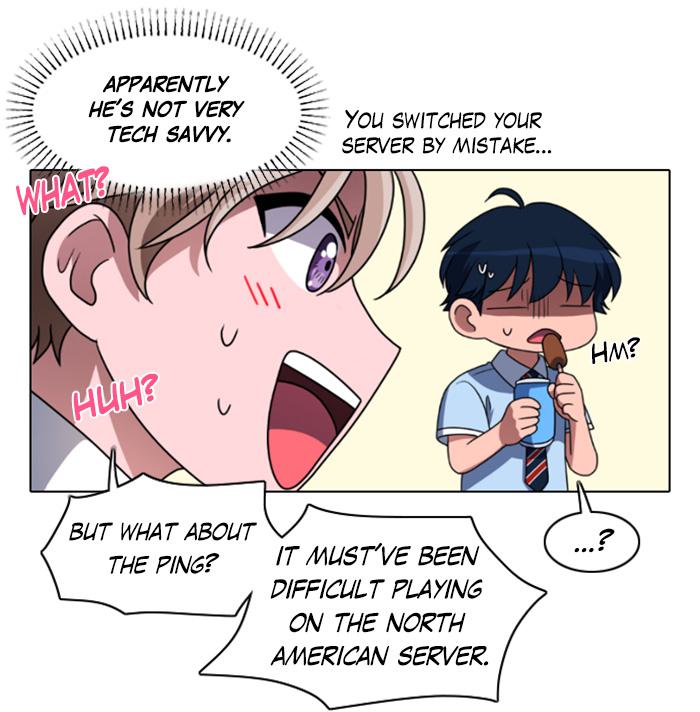 APPARENTLY
HE'S NOT VERY
TECH SAVVY.
YOU SWITCHED YOUR
SERVER BY MISTAKE...
WHAT?
HM?
HUH?
BUT WHAT ABOUT
THE PING?
...?
IT MUST'VE BEEN
DIFFICULT PLAYING
ON THE NORTH
AMERICAN SERVER.